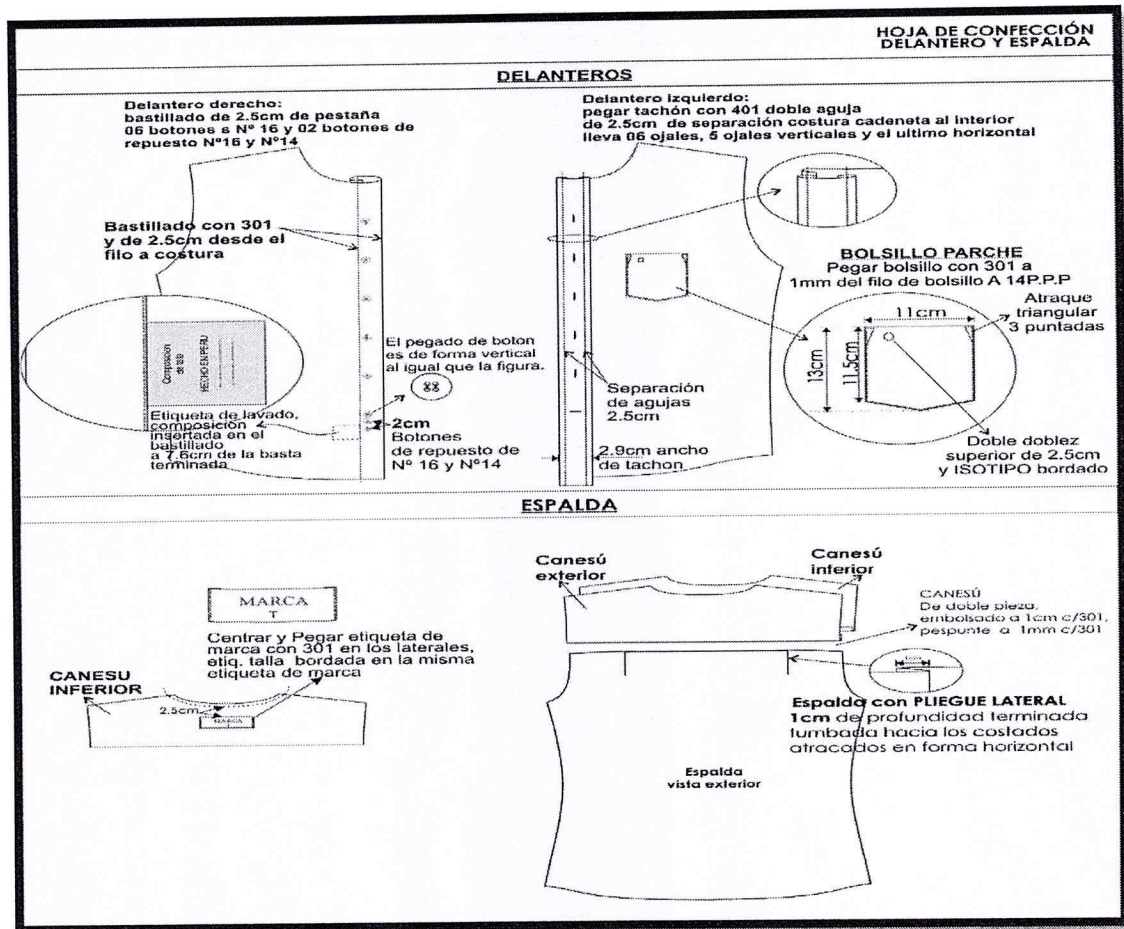 HOJA DE CONFECCIÓN
DELANTERO Y ESPALDA
DELANTEROS
Delantero derecho:
bastillado de 2.5cm de pestaña
06 botones s Nº 16 y 02 botones de
repuesto Nº16 y Nº14
Delantero izquierdo:
pegar tachón con 401 doble aguja
de 2.5cm de separación costura cadeneta al interior
lleva 06 ojales, 5 ojales verticales y el ultimo horizontal
Bastillado con 301
y de 2.5cm desde el
filo a costura
Composicion
de tela
HECHO EN PERU
Etiqueta de lavado,
composición
insertada en el
bastillado
a 7.6cm de la basta
terminada
El pegado de boton
es de forma vertical
al igual que la figura.
2cm
Botones
de repuesto de
Nº 16 y Nº14
Separación
de agujas
2.5cm
2.9cm ancho
de tachon
BOLSILLO PARCHE
Pegar bolsillo con 301 a
1mm del filo de bolsillo A 14P.P.P
11cm
13cm
11.5cm
Atraque
triangular
3 puntadas
Doble doblez
superior de 2.5cm
y ISOTIPO bordado
ESPALDA
MARCA
T
Centrar y Pegar etiqueta de
marca con 301 en los laterales,
etiq. talla bordada en la misma
etiqueta de marca
CANESU
INFERIOR
2.5cm
MARCA
T
Canesú
exterior
Canesú
interior
CANESÚ
De doble pieza,
embolsado a 1cm c/301,
pespunte a 1mm c/301
1cm
Espalda con PLIEGUE LATERAL
1cm de profundidad terminada
tumbada hacia los costados
atracados en forma horizontal
Espalda
vista exterior